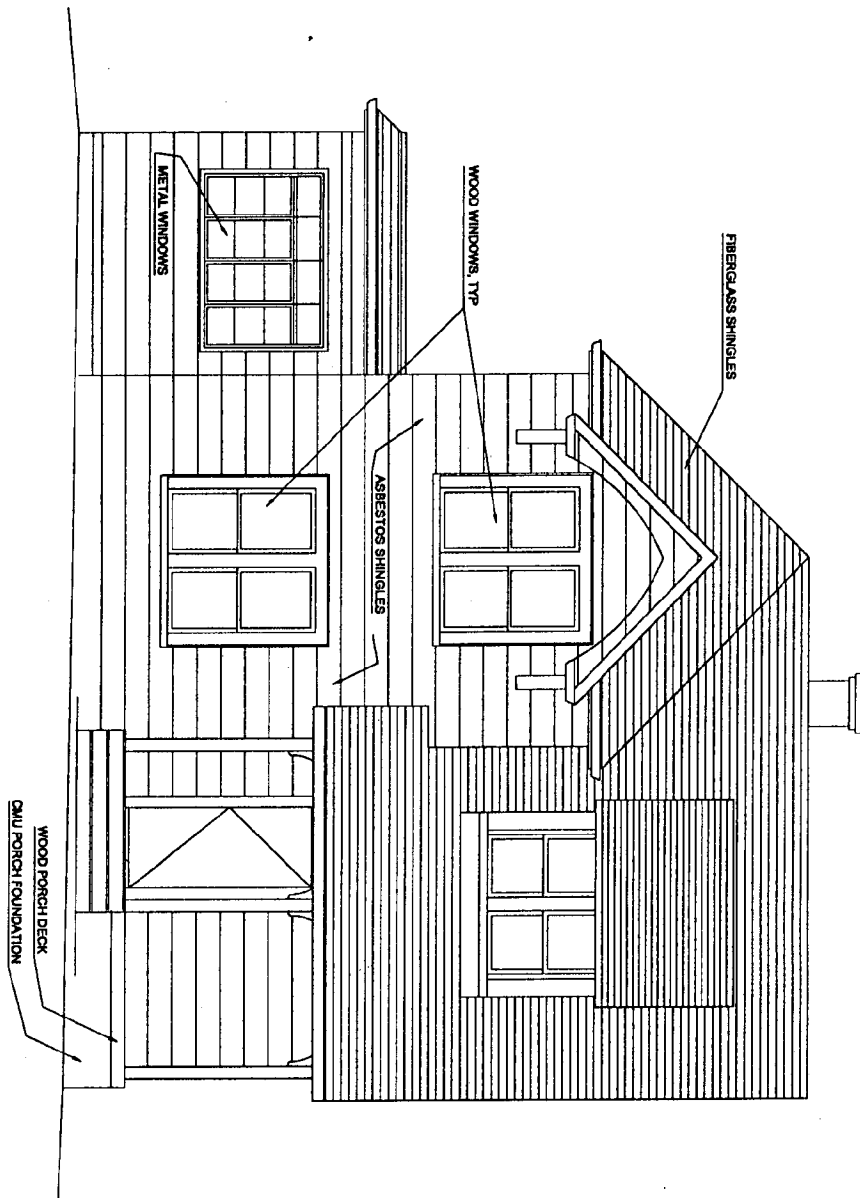 FIBERGLASS SHINGLES
WOOD WINDOWS, TYP
METAL WINDOWS
ASBESTOS SHINGLES
WOOD PORCH DECK
CMU PORCH FOUNDATION